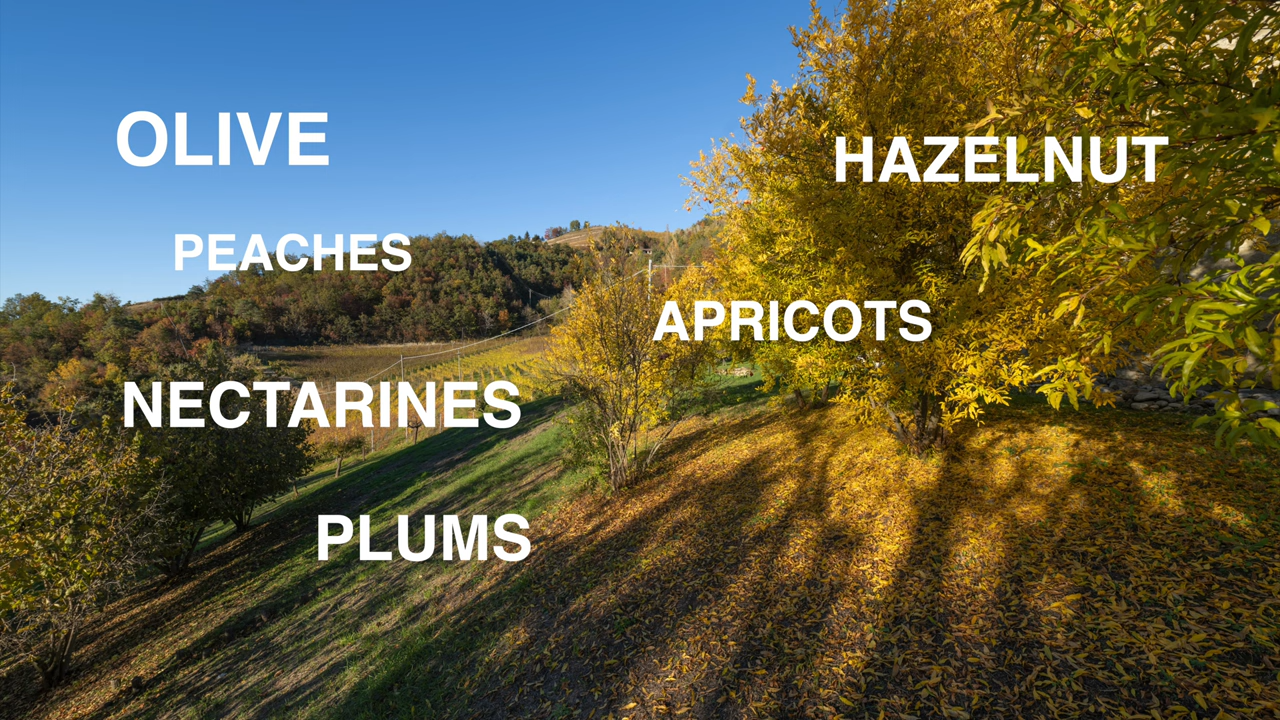 OLIVE
HAZELNUT
PEACHES
APRICOTS
NECTARINES
PLUMS